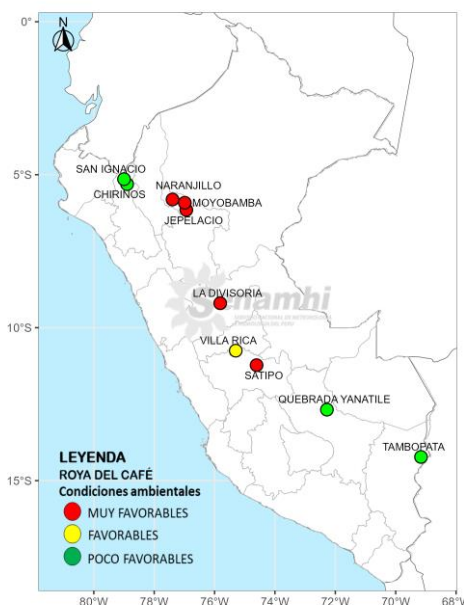 N
0°
SAN IGNACIO
CHIRINOS
5°S
NARANJILLO
MOYOBAMBA
JEPELACIO
LA DIVISORIA
Senamhi
10°S
VILLA RICA
SATIPO
QUEBRADA YANATILE
TAMBOPATA
15°S
LEYENDA
ROYA DEL CAFÉ
Condiciones ambientales
MUY FAVORABLES
FAVORABLES
POCO FAVORABLES
80°W 78°W 76°W 74°W 72°W 70°W 68°W